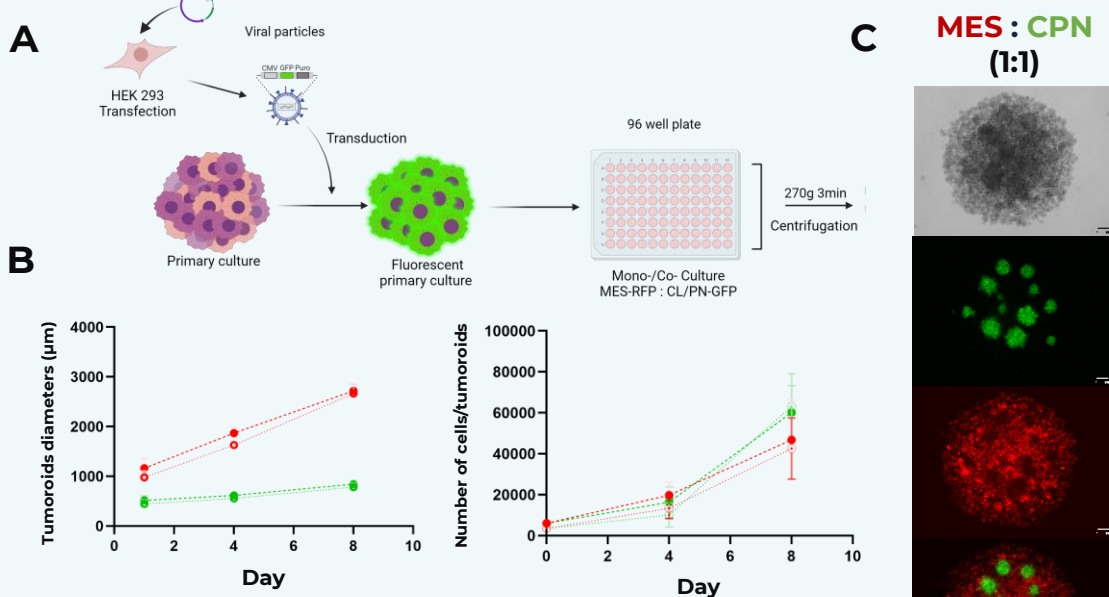 A
Viral particles
HEK 293
Transfection
CMV GFP Puro
Transduction
Primary culture
Fluorescent
primary culture
96 well plate
Mono-/Co- Culture
MES-RFP : CL/PN-GFP
270g 3min
Centrifugation
B
Tumoroids diameters (µm)
4000
3000
2000
1000
0
0 2 4 6 8 10
Day
Number of cells/tumoroids
100000
80000
60000
40000
20000
0
0 2 4 6 8 10
Day
C
MES : CPN
(1:1)